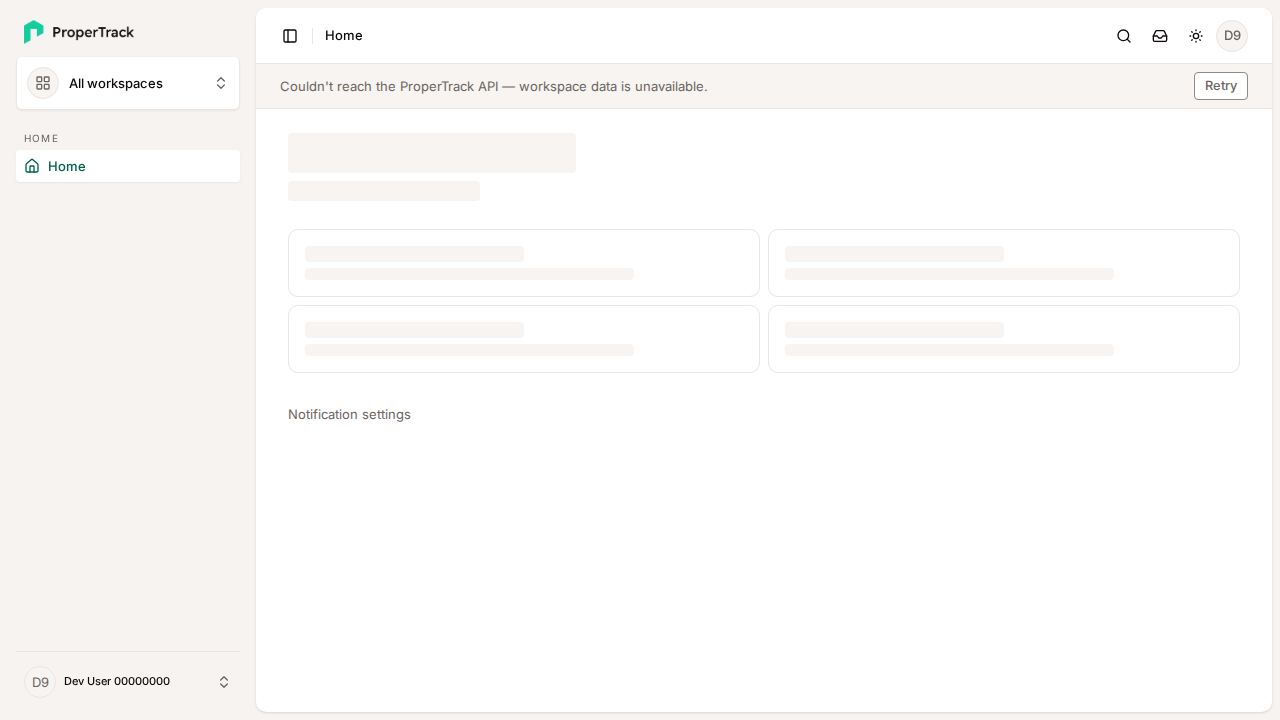 ProperTrack
All workspaces
HOME
Home
D9
Dev User 00000000
Home
D9
Couldn't reach the ProperTrack API — workspace data is unavailable.
Retry
Notification settings